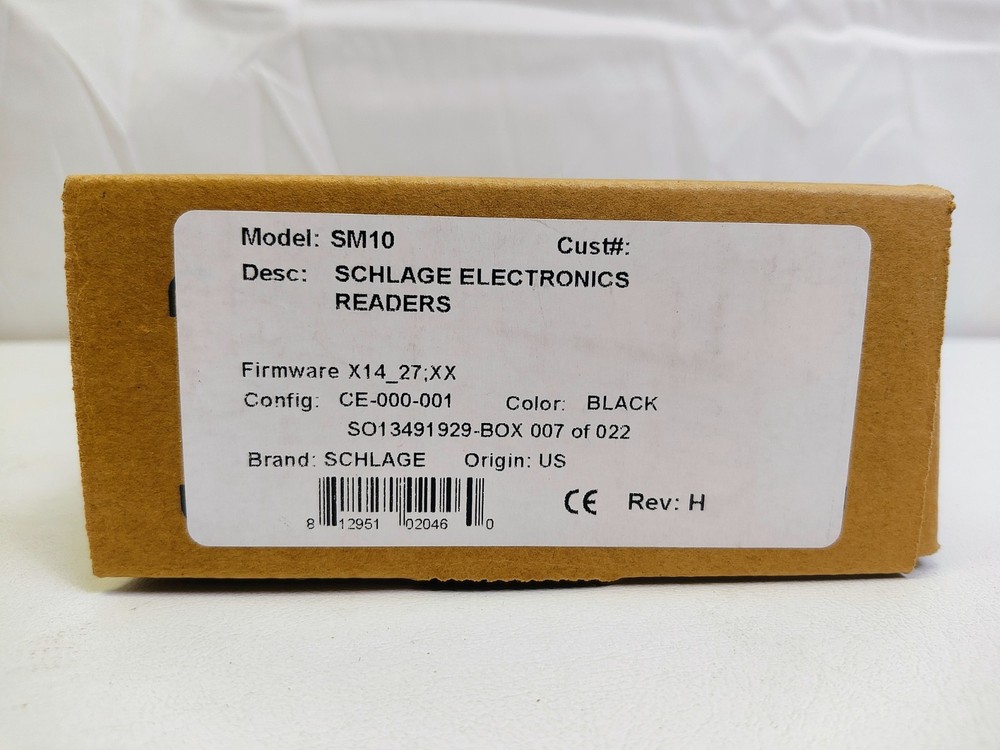 Model: SM10 Cust#:
Desc: SCHLAGE ELECTRONICS
READERS
Firmware X14_27;XX
Config: CE-000-001 Color: BLACK
SO13491929-BOX 007 of 022
Brand: SCHLAGE Origin: US
CE Rev: H
8 12951 02046 0